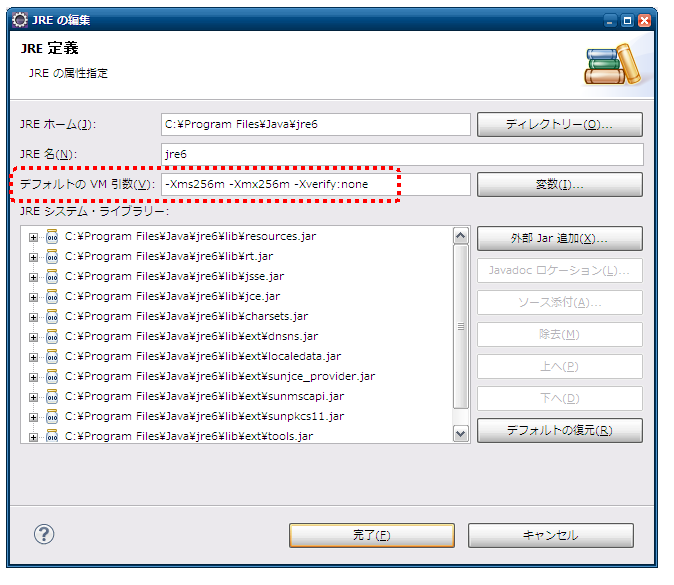 JRE の編集
JRE 定義
JRE の属性指定
JRE ホーム(J):
C:¥Program Files¥Java¥jre6
ディレクトリー(O)...
JRE 名(N):
jre6
デフォルトの VM 引数(V):
-Xms256m -Xmx256m -Xverify:none
変数(I)...
JRE システム・ライブラリー:
C:¥Program Files¥Java¥jre6¥lib¥resources.jar
C:¥Program Files¥Java¥jre6¥lib¥rt.jar
C:¥Program Files¥Java¥jre6¥lib¥jsse.jar
C:¥Program Files¥Java¥jre6¥lib¥jce.jar
C:¥Program Files¥Java¥jre6¥lib¥charsets.jar
C:¥Program Files¥Java¥jre6¥lib¥ext¥dnsns.jar
C:¥Program Files¥Java¥jre6¥lib¥ext¥localedata.jar
C:¥Program Files¥Java¥jre6¥lib¥ext¥sunjce_provider.jar
C:¥Program Files¥Java¥jre6¥lib¥ext¥sunmscapi.jar
C:¥Program Files¥Java¥jre6¥lib¥ext¥sunpkcs11.jar
C:¥Program Files¥Java¥jre6¥lib¥ext¥tools.jar
外部 Jar 追加(X)...
Javadoc ロケーション(L)...
ソース添付(A)...
除去(M)
上へ(P)
下へ(D)
デフォルトの復元(R)
完了(F)
キャンセル